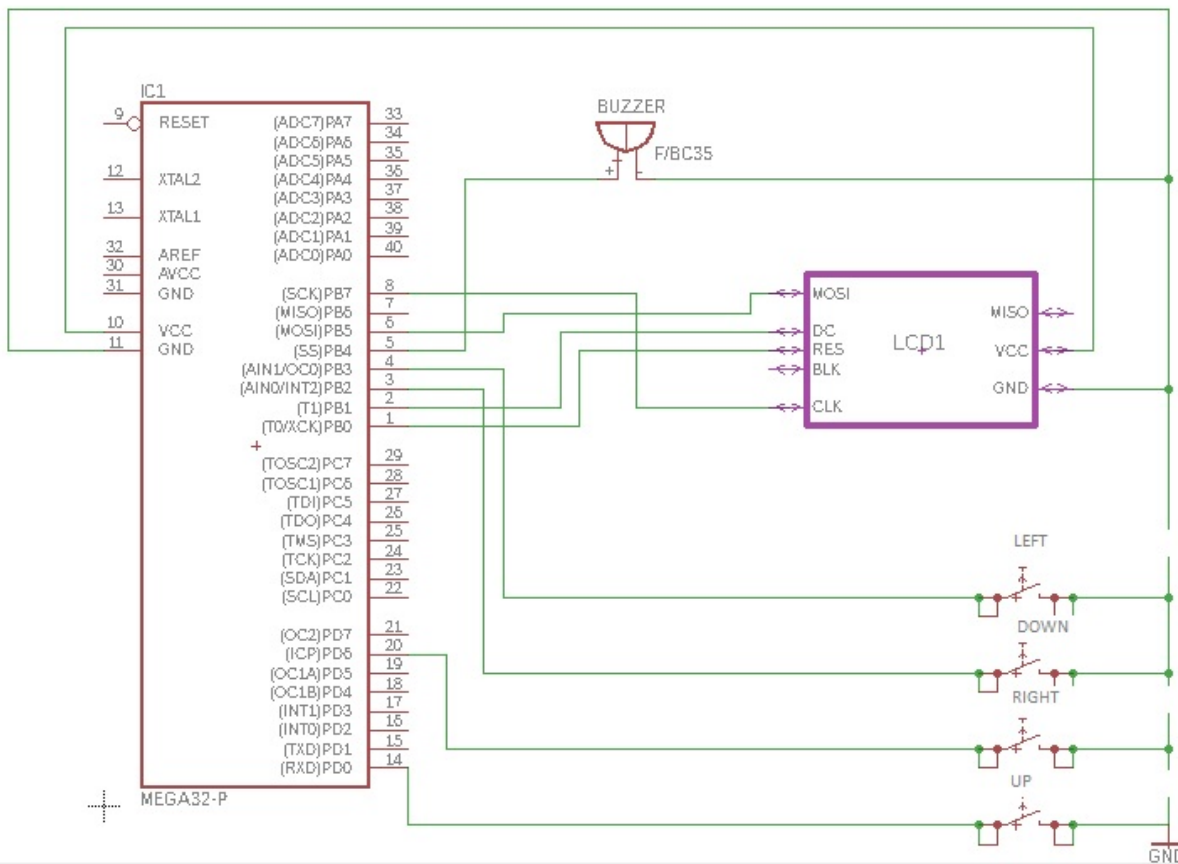 IC1
9
RESET
12
XTAL2
13
XTAL1
32
AREF
30
AVCC
31
GND
10
VCC
11
GND
(ADC7)PA7 33
(ADC6)PA6 34
(ADC5)PA5 35
(ADC4)PA4 36
(ADC3)PA3 37
(ADC2)PA2 38
(ADC1)PA1 39
(ADC0)PA0 40
(SCK)PB7 8
(MISO)PB6 7
(MOSI)PB5 6
(SS)PB4 5
(AIN1/OC0)PB3 4
(AIN0/INT2)PB2 3
(T1)PB1 2
(T0/XCK)PB0 1
(TOSC2)PC7 29
(TOSC1)PC6 28
(TDI)PC5 27
(TDO)PC4 26
(TMS)PC3 25
(TCK)PC2 24
(SDA)PC1 23
(SCL)PC0 22
(OC2)PD7 21
(ICP)PD6 20
(OC1A)PD5 19
(OC1B)PD4 18
(INT1)PD3 17
(INT0)PD2 16
(TXD)PD1 15
(RXD)PD0 14
MEGA32-P
BUZZER
F/BC35
+ -
MOSI
DC
RES
BLK
CLK
LCD1
MISO
VCC
GND
LEFT
DOWN
RIGHT
UP
GND